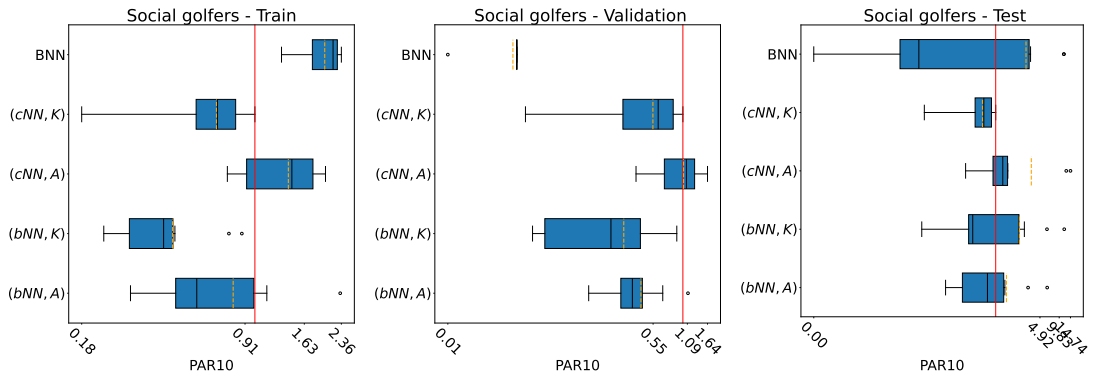 Social golfers - Train
BNN
(cNN, K)
(cNN, A)
(bNN, K)
(bNN, A)
0.18
0.91
1.63
2.36
PAR10
Social golfers - Validation
BNN
(cNN, K)
(cNN, A)
(bNN, K)
(bNN, A)
0.01
0.55
1.09
1.64
PAR10
Social golfers - Test
BNN
(cNN, K)
(cNN, A)
(bNN, K)
(bNN, A)
0.00
4.92
9.83
PAR10